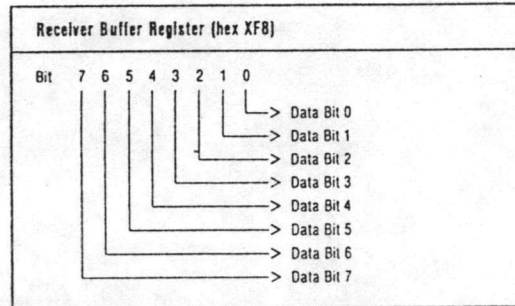 Receiver Buffer Register (hex XF8)
Bit 7 6 5 4 3 2 1 0
Data Bit 0
Data Bit 1
Data Bit 2
Data Bit 3
Data Bit 4
Data Bit 5
Data Bit 6
Data Bit 7